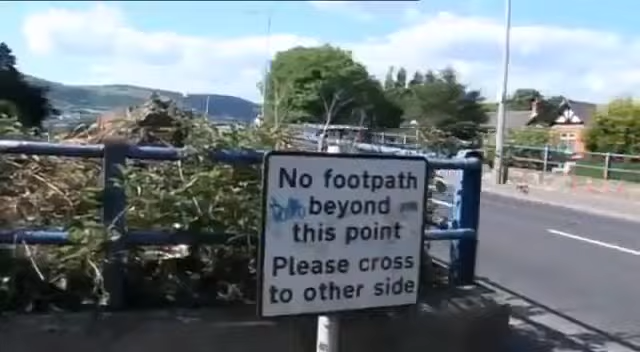 No footpath
beyond
this point
Please cross
to other side